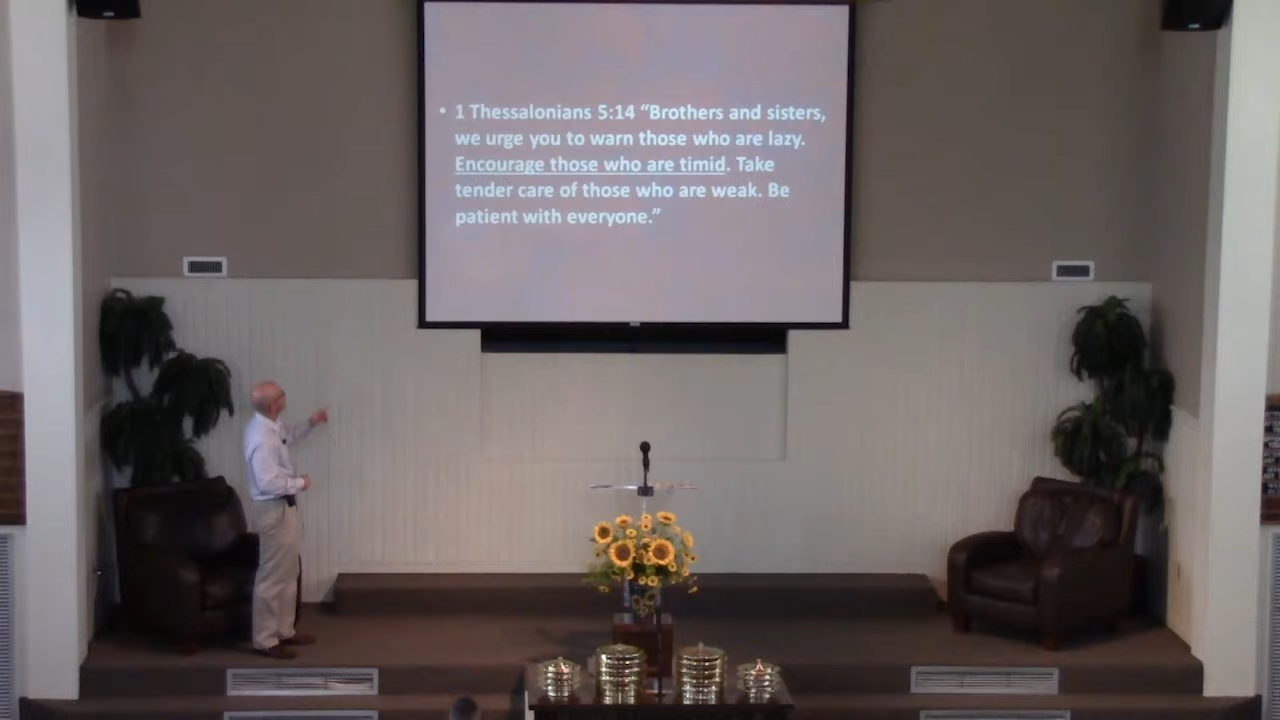 • 1 Thessalonians 5:14 “Brothers and sisters,
we urge you to warn those who are lazy.
Encourage those who are timid. Take
tender care of those who are weak. Be
patient with everyone.”